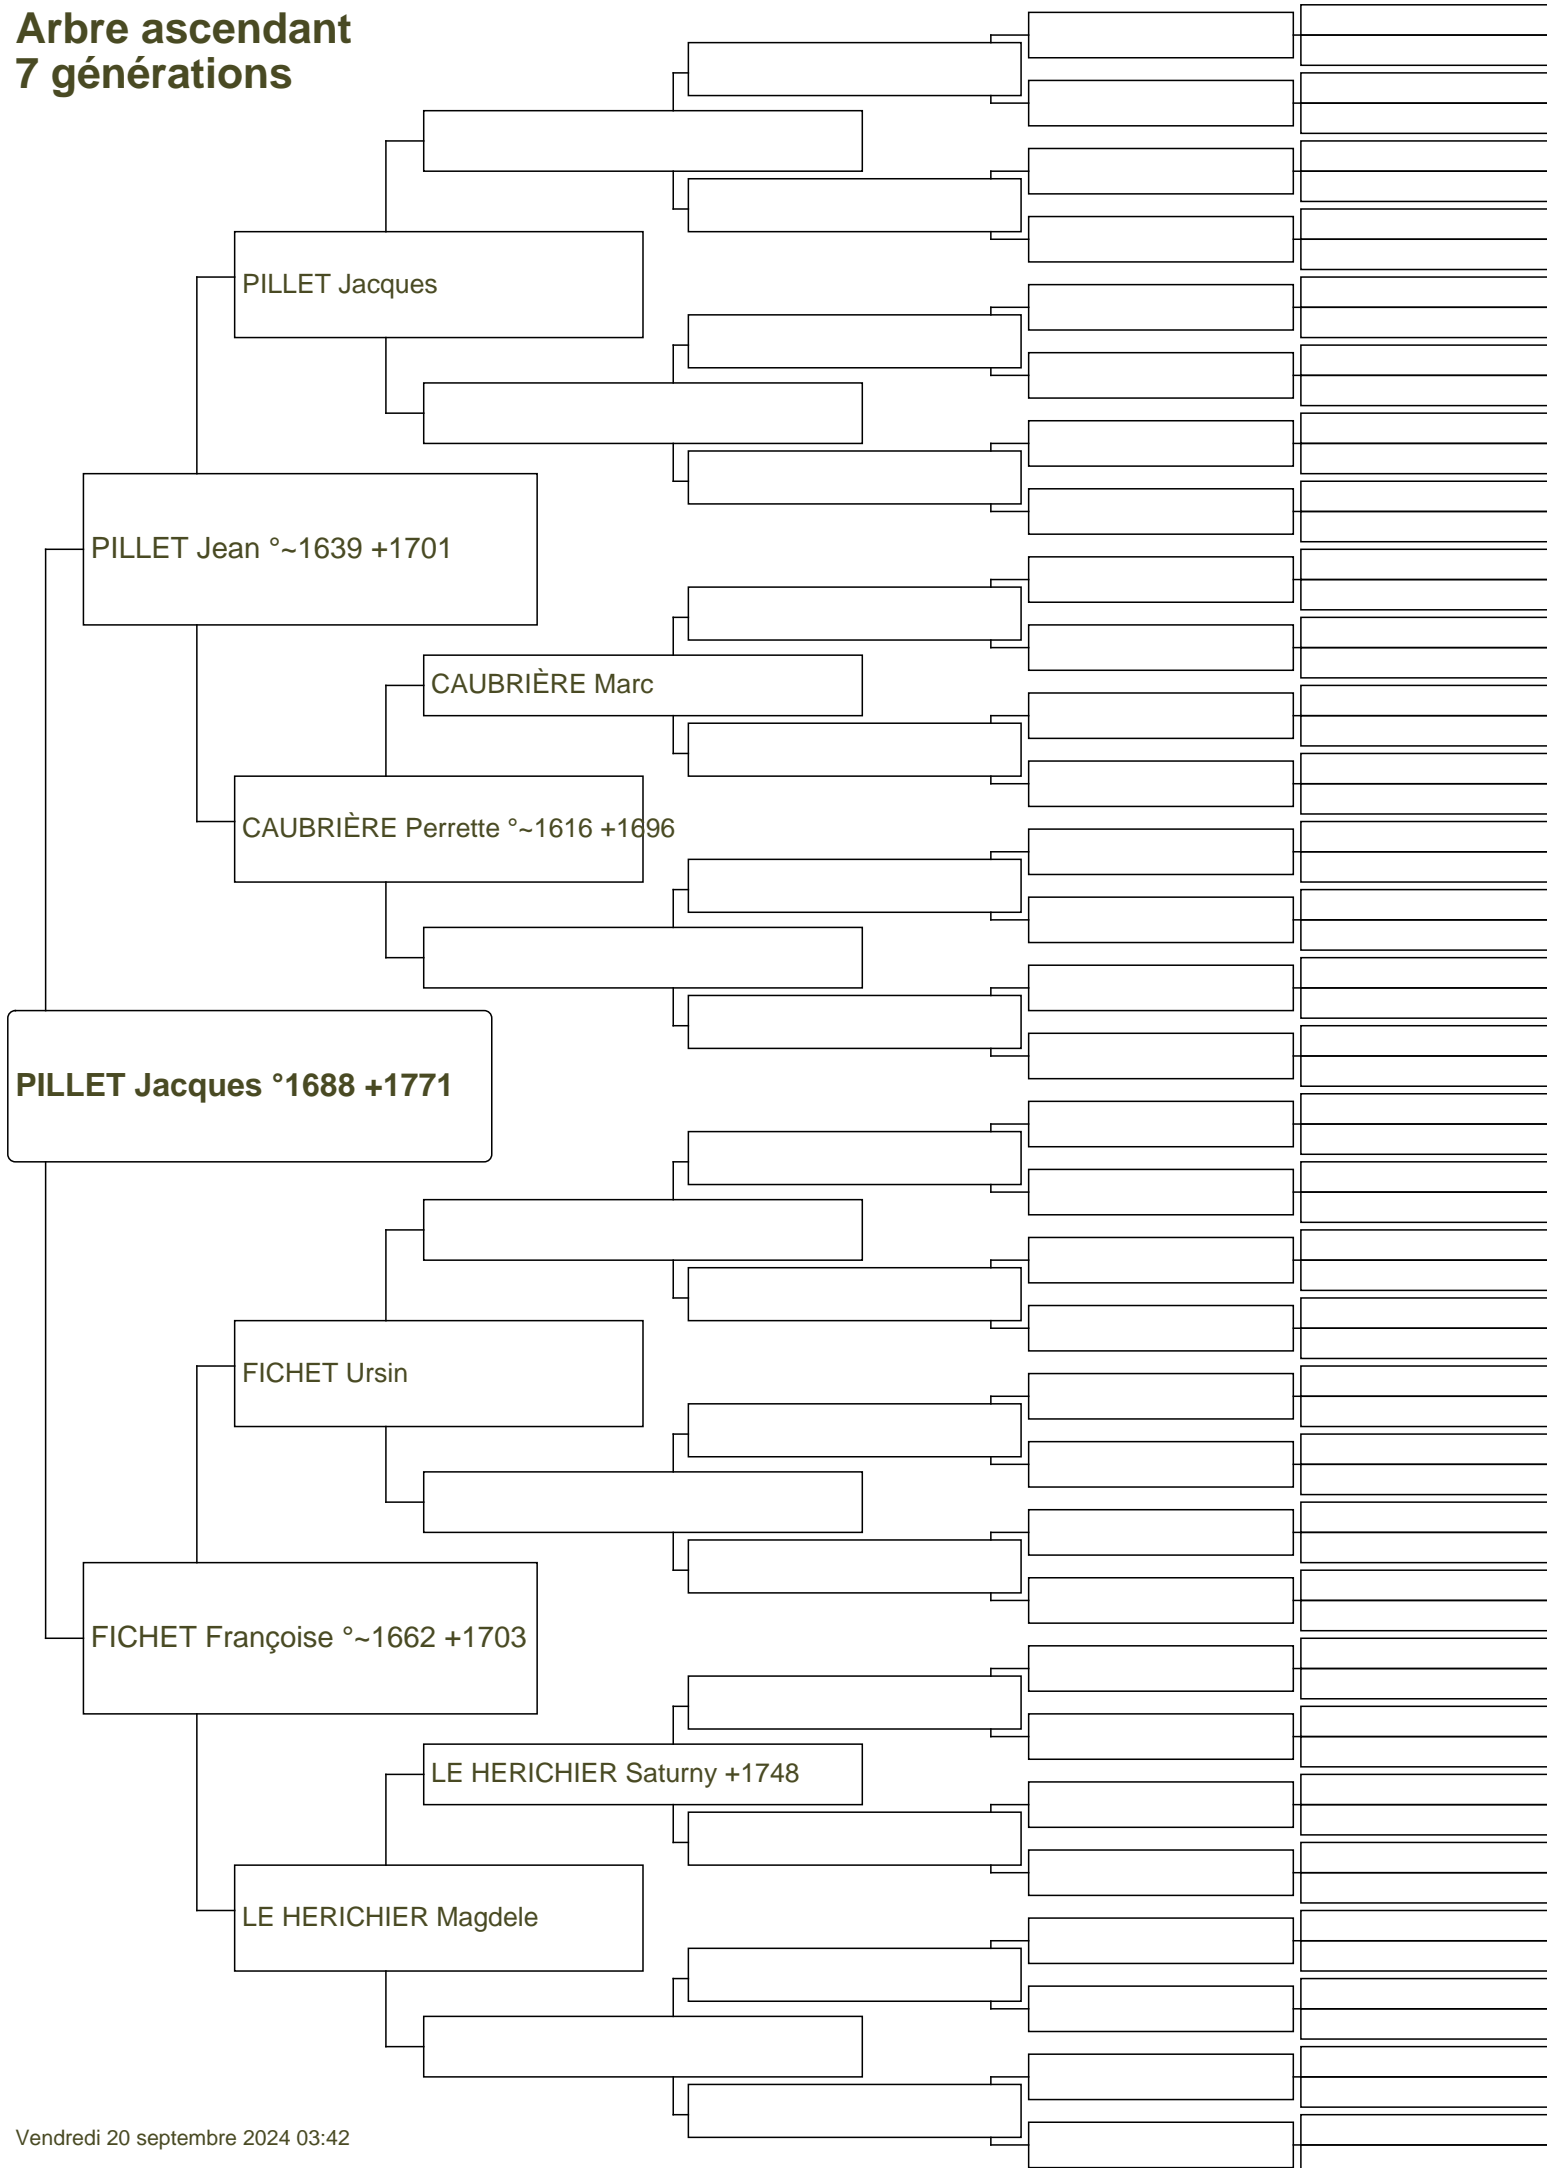 Arbre ascendant
7 générations
PILLET Jacques
PILLET Jean °~1639 +1701
CAUBRIÈRE Marc
CAUBRIÈRE Perrette °~1616 +1696
PILLET Jacques °1688 +1771
FICHET Ursin
FICHET Françoise °~1662 +1703
LE HERICHIER Saturny +1748
LE HERICHIER Magdele
Vendredi 20 septembre 2024 03:42